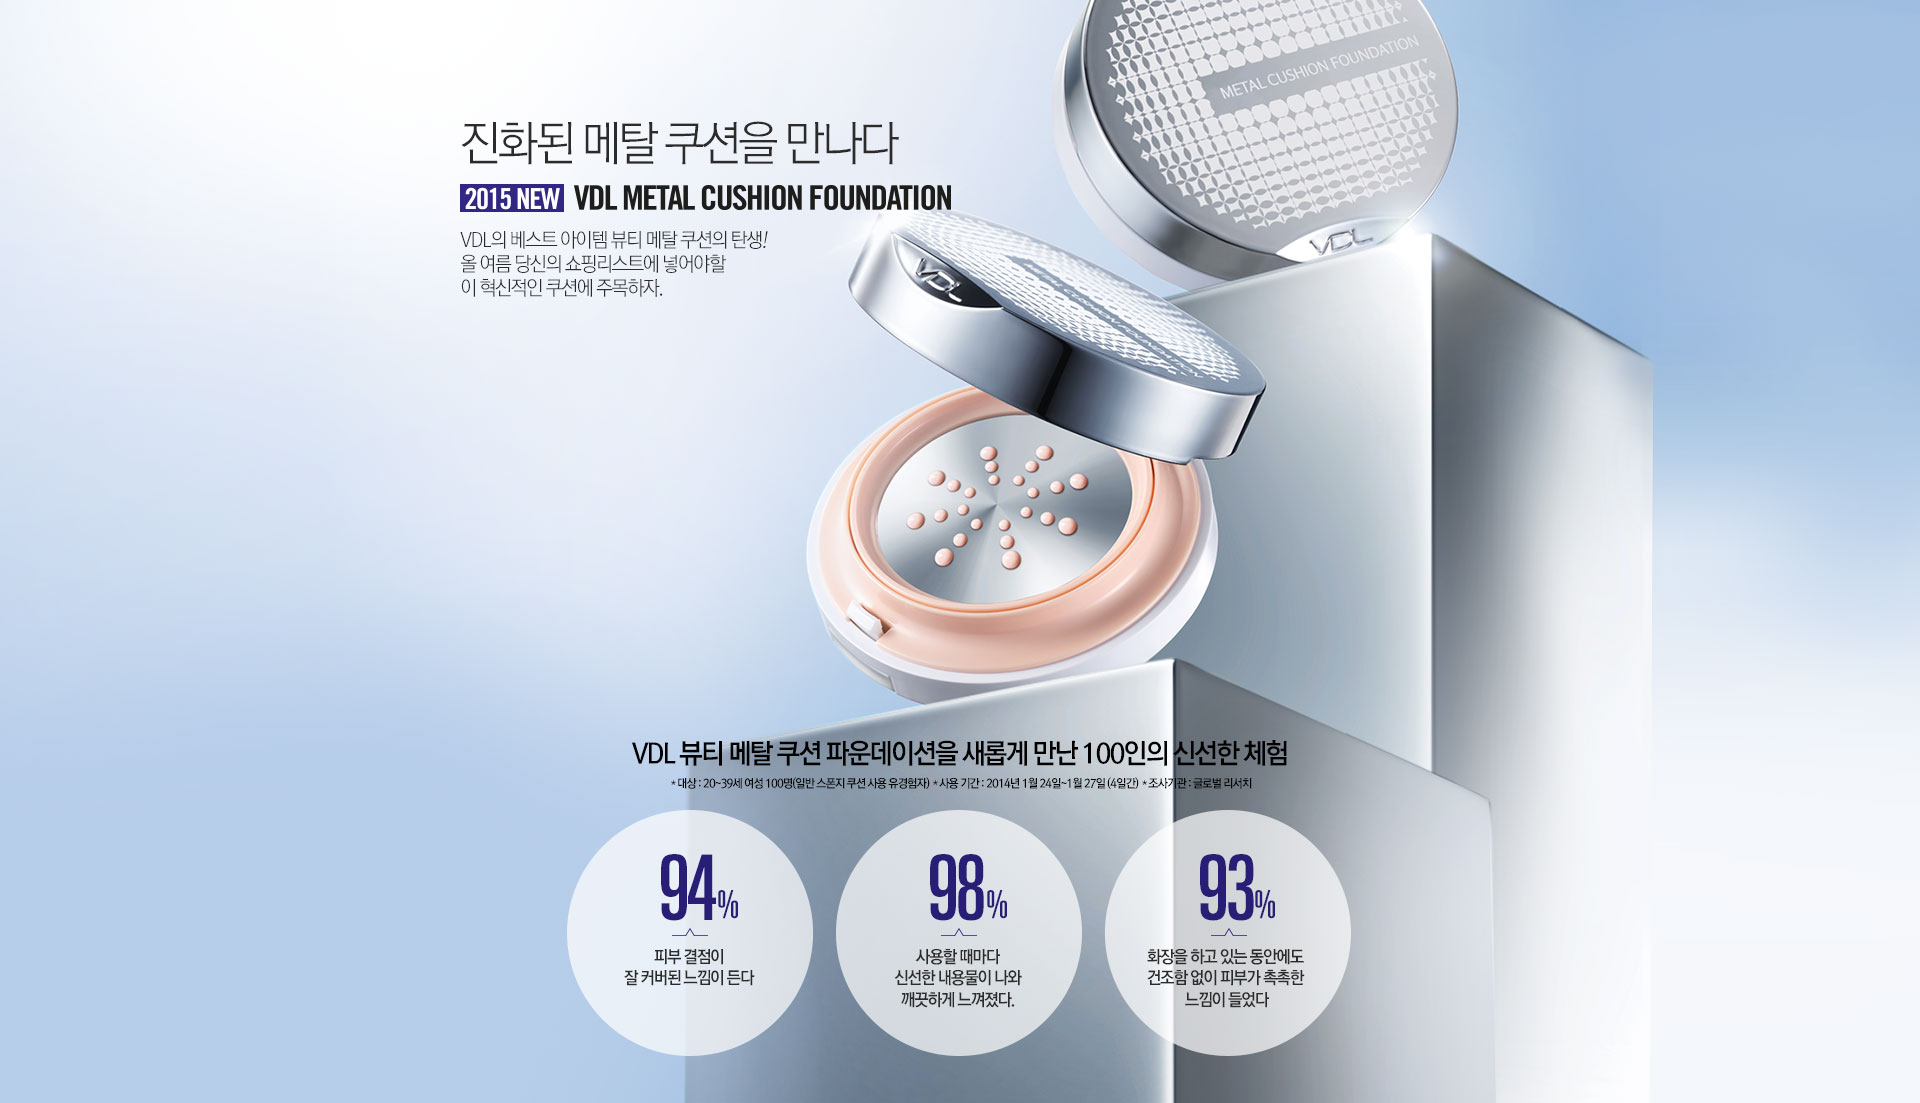 METAL CUSHION FOUNDATION
VDL
진화된 메탈 쿠션을 만나다
2015 NEW VDL METAL CUSHION FOUNDATION
VDL의 베스트 아이템 뷰티 메탈 쿠션의 탄생!
올 여름 당신의 쇼핑리스트에 넣어야할
이 혁신적인 쿠션에 주목하자.
VDL
METAL CUSHION FOUNDATION
VDL 뷰티 메탈 쿠션 파운데이션을 새롭게 만난 100인의 신선한 체험
*대상 : 20~39세 여성 100명(일반 스폰지 쿠션 사용 유경험자) *사용 기간 : 2014년 1월 24일~1월 27일 (4일간) *조사기관 : 글로벌 리서치
94%
피부 결점이
잘 커버된 느낌이 든다
98%
사용할 때마다
신선한 내용물이 나와
깨끗하게 느껴졌다.
93%
화장을 하고 있는 동안에도
건조함 없이 피부가 촉촉한
느낌이 들었다